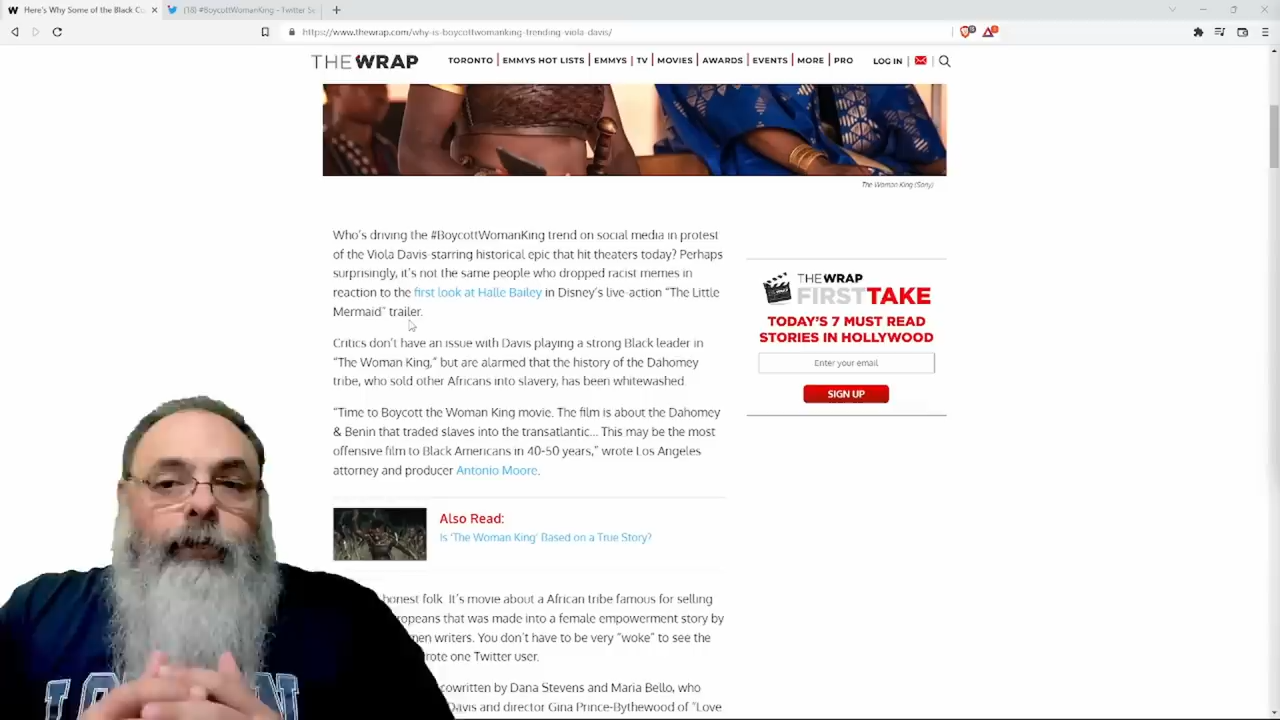 Here's Why Some of the Black Cu
(18) #BoycottWomanKing - Twitter Se
https://www.thewrap.com/why-is-boycottwomanking-trending-viola-davis/
THEWRAP
TORONTO | EMMYS HOT LISTS | EMMYS | TV | MOVIES | AWARDS | EVENTS | MORE | PRO
LOG IN |
The Woman King (Sony)
Who's driving the #BoycottWomanKing trend on social media in protest
of the Viola Davis-starring historical epic that hit theaters today? Perhaps
surprisingly, it's not the same people who dropped racist memes in
reaction to the first look at Halle Bailey in Disney's live-action "The Little
Mermaid" trailer.
Critics don't have an issue with Davis playing a strong Black leader in
"The Woman King," but are alarmed that the history of the Dahomey
tribe, who sold other Africans into slavery, has been whitewashed.
"Time to Boycott the Woman King movie. The film is about the Dahomey
& Benin that traded slaves into the transatlantic... This may be the most
offensive film to Black Americans in 40-50 years," wrote Los Angeles
attorney and producer Antonio Moore.
Also Read:
Is 'The Woman King' Based on a True Story?
honest folk. It's movie about a African tribe famous for selling
ropeans that was made into a female empowerment story by
men writers. You don't have to be very "woke" to see the
rote one Twitter user.
cowritten by Dana Stevens and Maria Bello, who
Davis and director Gina Prince-Bythewood of "Love
THEWRAP
FIRSTTAKE
TODAY'S 7 MUST READ
STORIES IN HOLLYWOOD
Enter your email
SIGN UP